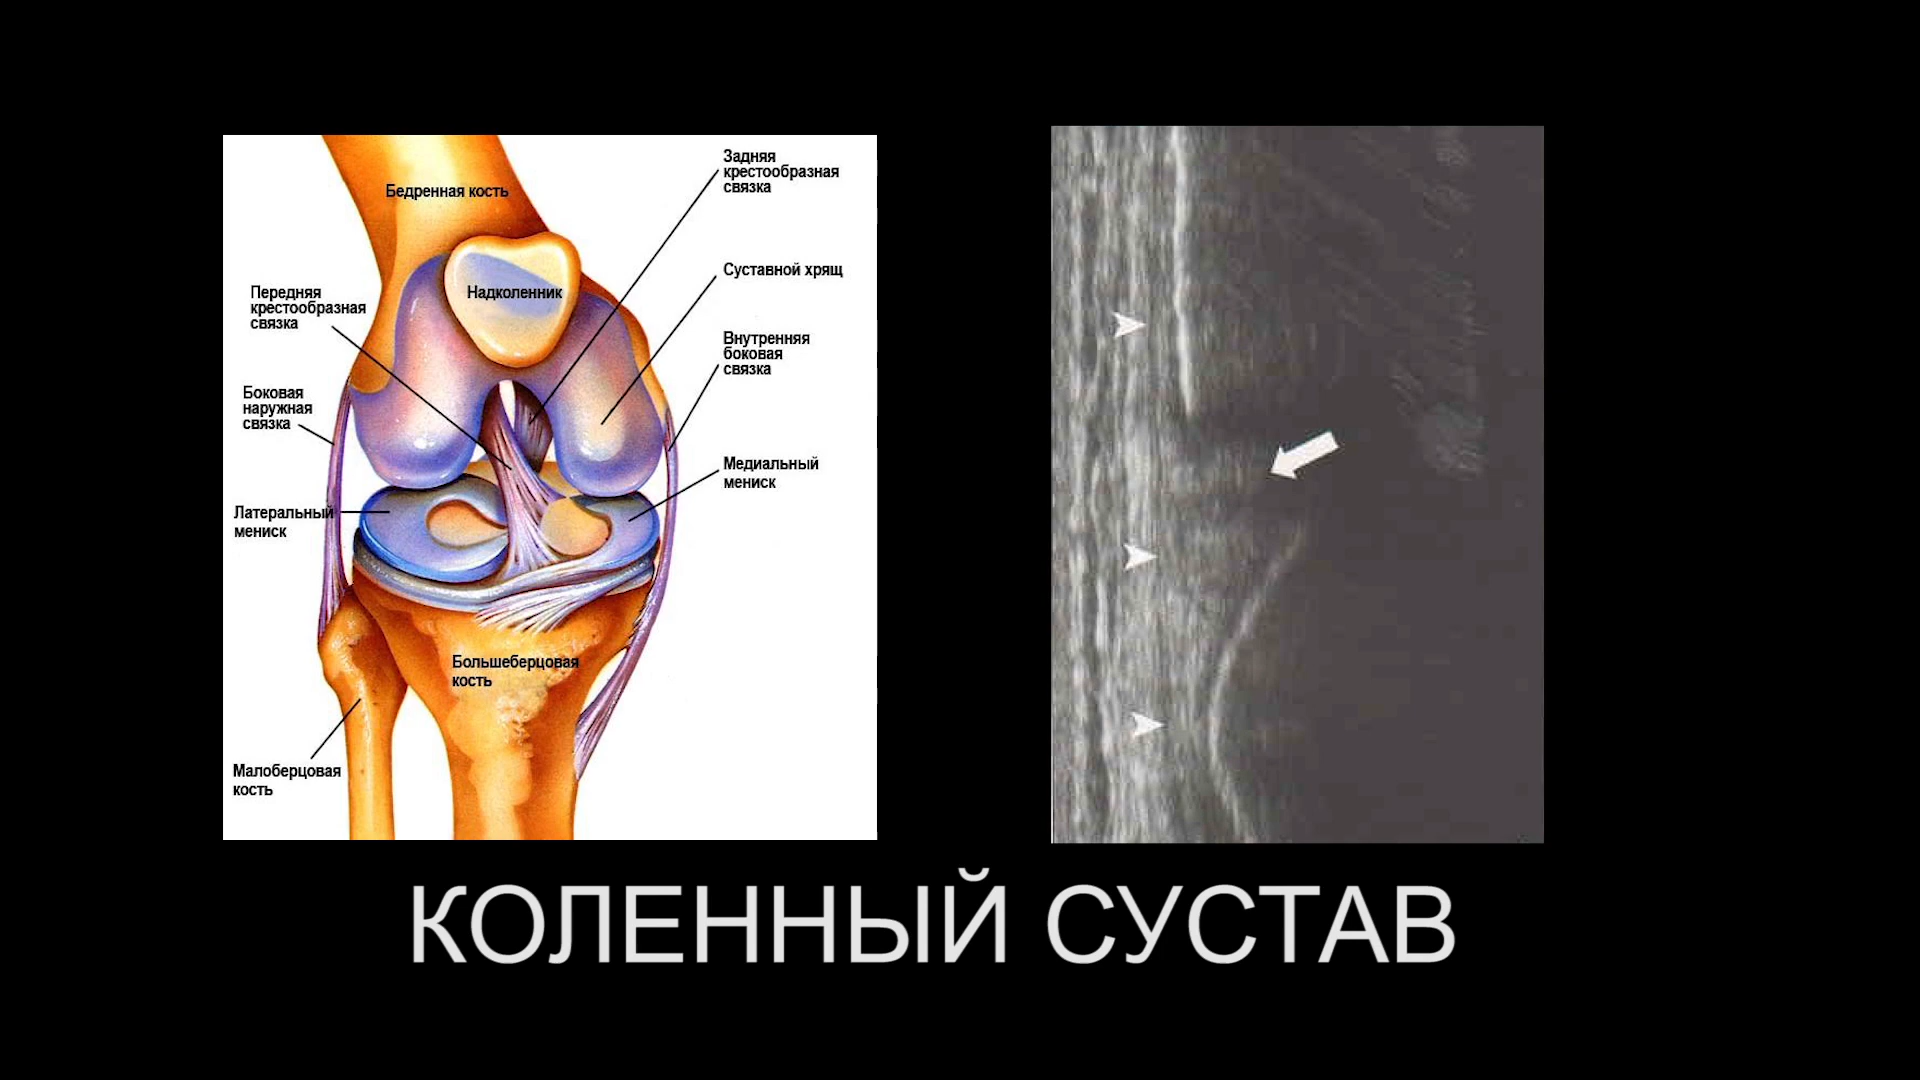 Бедренная кость
Задняя
крестообразная
связка
Суставной хрящ
Надколенник
Передняя
крестообразная
связка
Внутренняя
боковая
связка
Боковая
наружная
связка
Медиальный
мениск
Латеральный
мениск
Большеберцовая
кость
Малоберцовая
кость
КОЛЕННЫЙ СУСТАВ